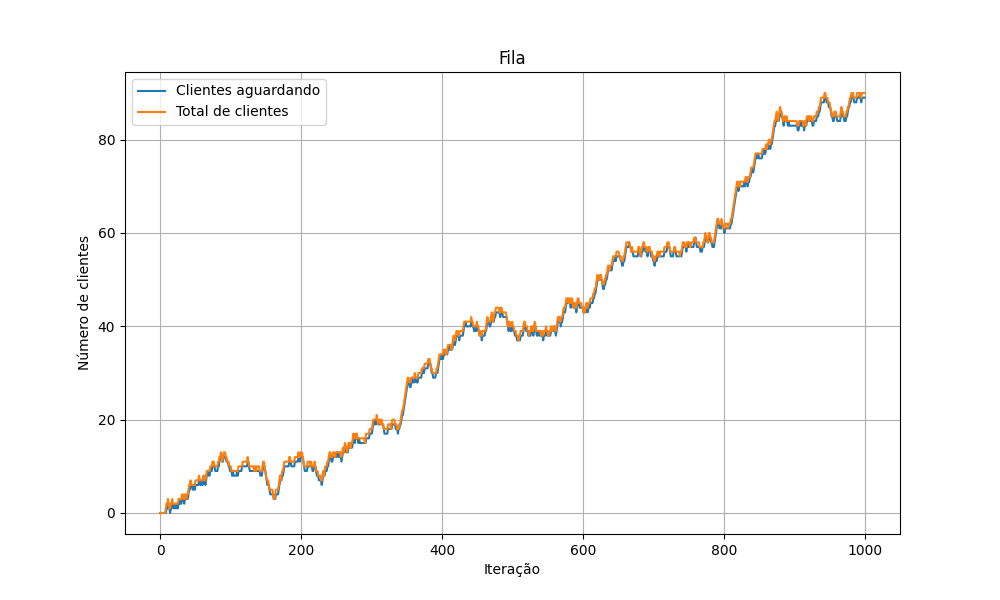 Fila
Clientes aguardando
Total de clientes
80
60
40
20
0
Número de clientes
0 200 400 600 800 1000
Iteração